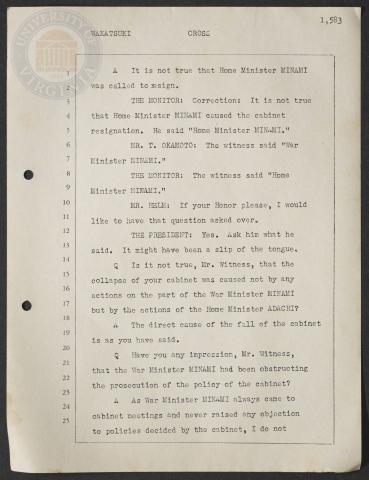 1,583
UNIVERSITY OF VIRGINIA
WAKATSUKI CROSS
1 A It is not true that Home Minister MINAMI
2 was called to resign.
3 THE MONITOR: Correction: It is not true
4 that Home Minister MINAMI caused the cabinet
5 resignation. He said "Home Minister MINAMI."
6 MR. T. OKAMOTO: The witness said "War
7 Minister MINAMI."
8 THE MONITOR: The witness said "Home
9 Minister MINAMI."
10 MR. HELM: If your Honor please, I would
11 like to have that question asked over.
12 THE PRESIDENT: Yes. Ask him what he
13 said. It might have been a slip of the tongue.
14 Q Is it not true, Mr. Witness, that the
15 collapse of your cabinet was caused not by any
16 actions on the part of the War Minister MINAMI
17 but by the actions of the Home Minister ADACHI?
18 A The direct cause of the fall of the cabinet
19 is as you have said.
20 Q Have you any impression, Mr. Witness,
21 that the War Minister MINAMI had been obstructing
22 the prosecution of the policy of the cabinet?
23 A As War Minister MINAMI always came to
24 cabinet meetings and never raised any objection
25 to policies decided by the cabinet, I do not